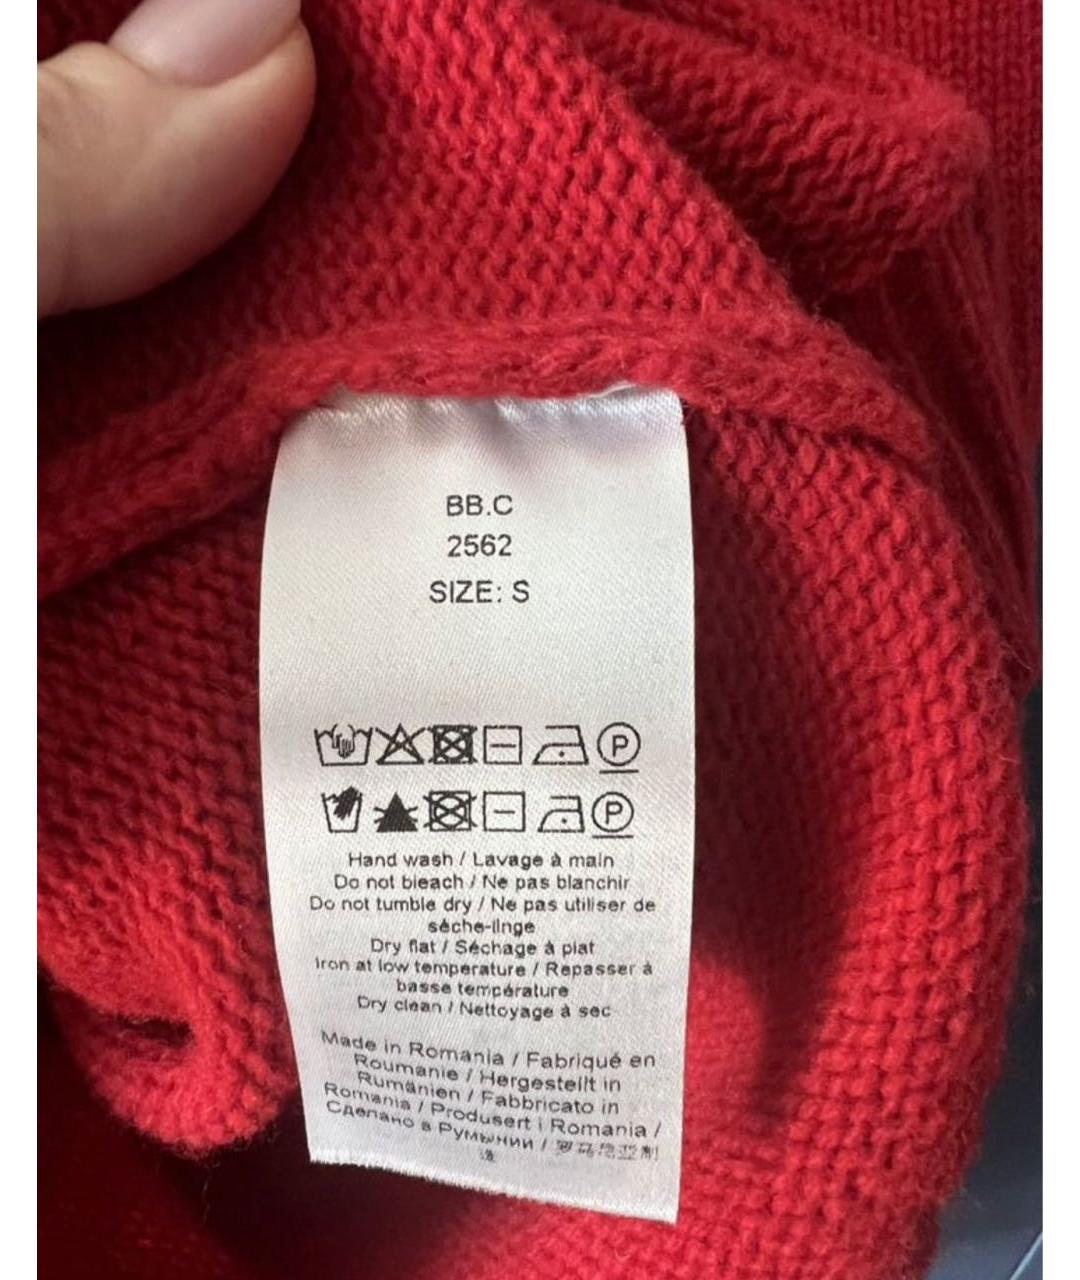 BB.C
2562
SIZE: S
P
P
Hand wash / Lavage à main
Do not bleach / Ne pas blanchir
Do not tumble dry / Ne pas utiliser de
sèche-linge
Dry flat / Séchage à plat
Iron at low temperature / Repasser à
basse température
Dry clean / Nettoyage à sec
Made in Romania / Fabriqué en
Roumanie / Hergestellt in
Rumänien / Fabbricato in
Romania / Produsert i Romania /
Сделано в Румынии / 罗马尼亚制
造